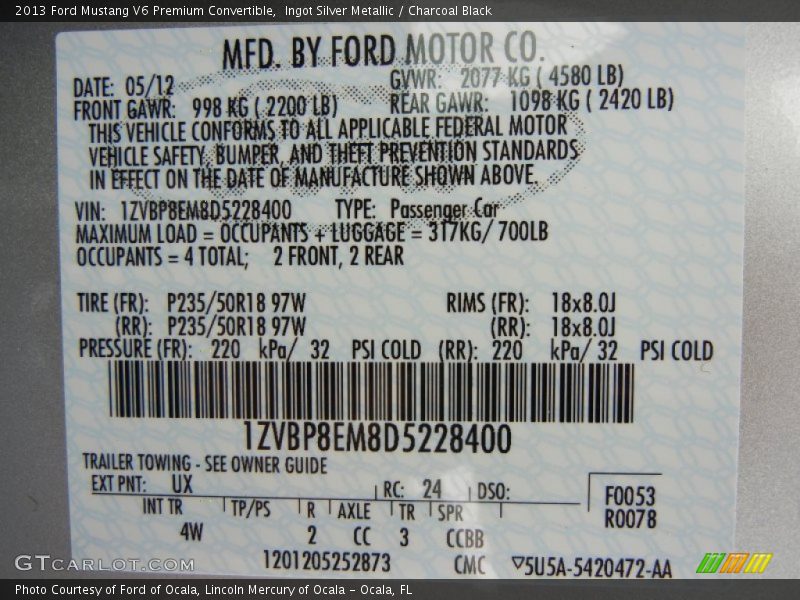 2013 Ford Mustang V6 Premium Convertible,  Ingot Silver Metallic / Charcoal Black
MFD. BY FORD MOTOR CO.
DATE: 05/12 GVWR: 2077 KG ( 4580 LB)
FRONT GAWR: 998 KG ( 2200 LB) REAR GAWR: 1098 KG ( 2420 LB)
THIS VEHICLE CONFORMS TO ALL APPLICABLE FEDERAL MOTOR
VEHICLE SAFETY, BUMPER, AND THEFT PREVENTION STANDARDS
IN EFFECT ON THE DATE OF MANUFACTURE SHOWN ABOVE.
VIN: 1ZVBP8EM8D5228400 TYPE: Passenger Car
MAXIMUM LOAD = OCCUPANTS + LUGGAGE = 317KG/ 700LB
OCCUPANTS = 4 TOTAL; 2 FRONT, 2 REAR
TIRE (FR): P235/50R18 97W RIMS (FR): 18x8.0J
(RR): P235/50R18 97W (RR): 18x8.0J
PRESSURE (FR): 220 kPa/ 32 PSI COLD (RR): 220 kPa/ 32 PSI COLD
1ZVBP8EM8D5228400
TRAILER TOWING - SEE OWNER GUIDE
EXT PNT: UX RC: 24 DSO: F0053
INT TR TP/PS R AXLE TR SPR R0078
4W 2 CC 3 CCBB
1201205252873 CMC ▽5U5A-5420472-AA
GTCarLot.com
Photo Courtesy of Ford of Ocala, Lincoln Mercury of Ocala - Ocala, FL